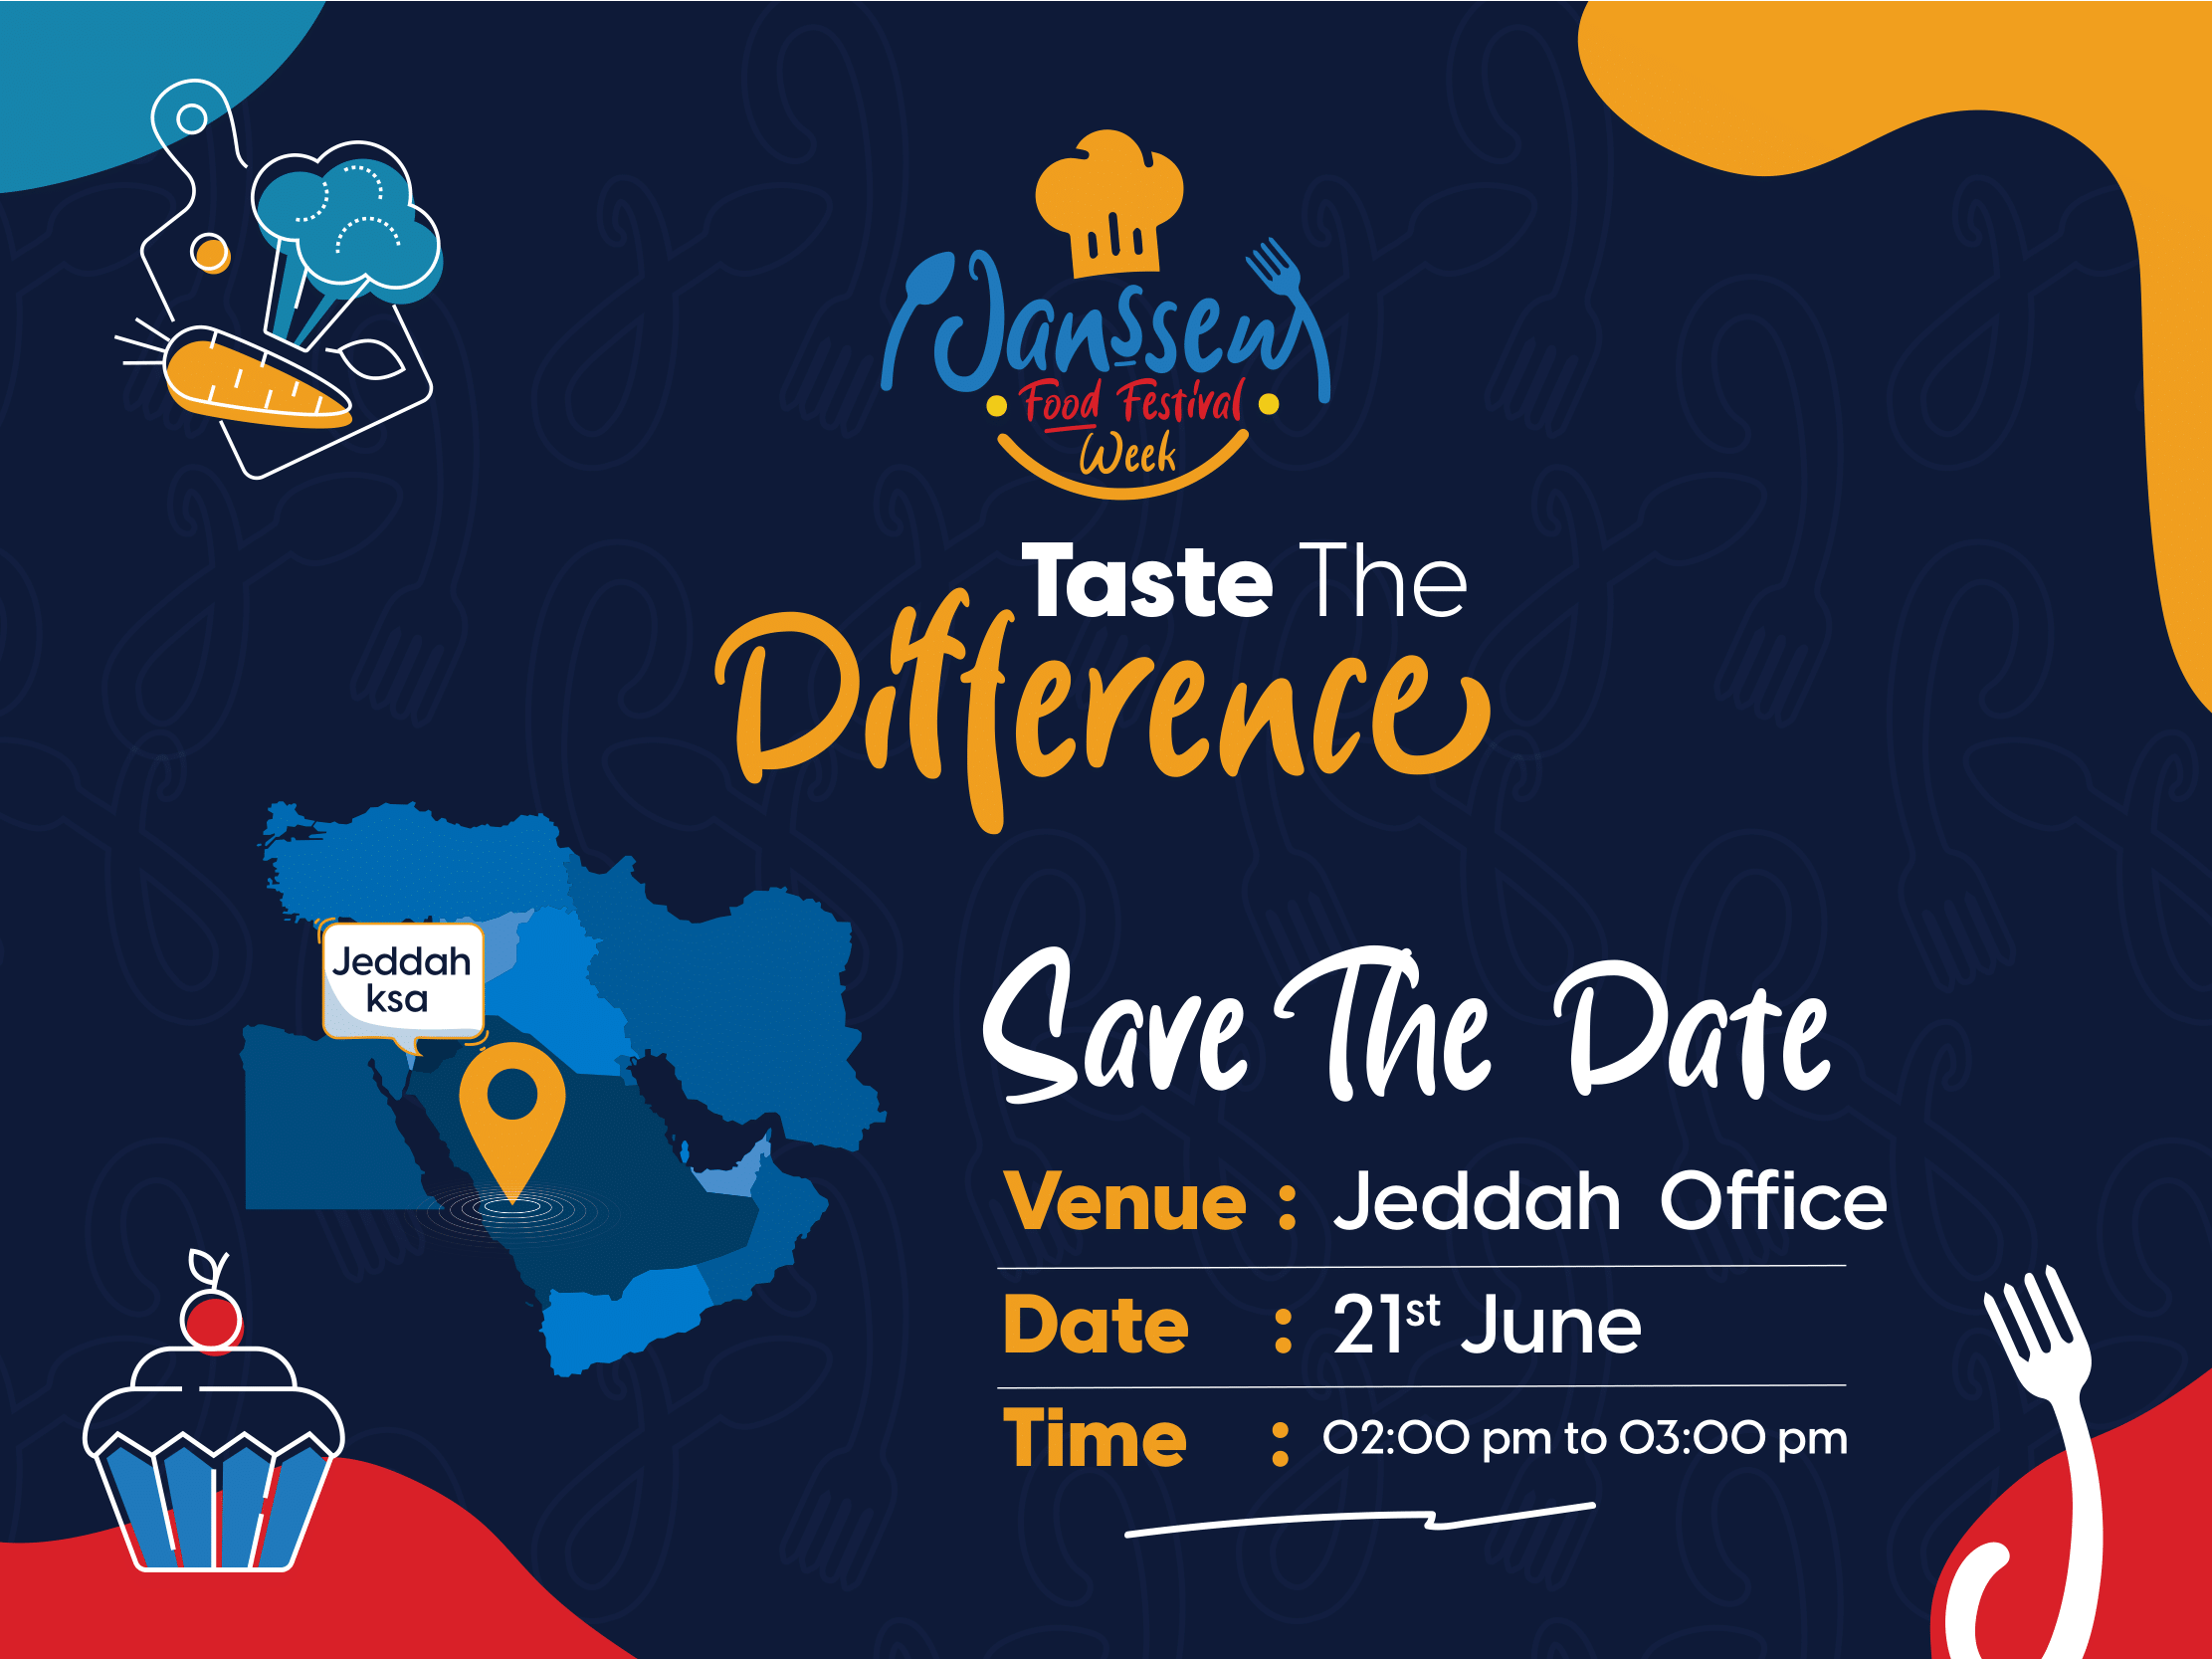 Janssen
Food Festival
Week
Taste The
Difference
Jeddah
ksa
Save The Date
Venue : Jeddah Office
Date : 21st June
Time : 02:00 pm to 03:00 pm